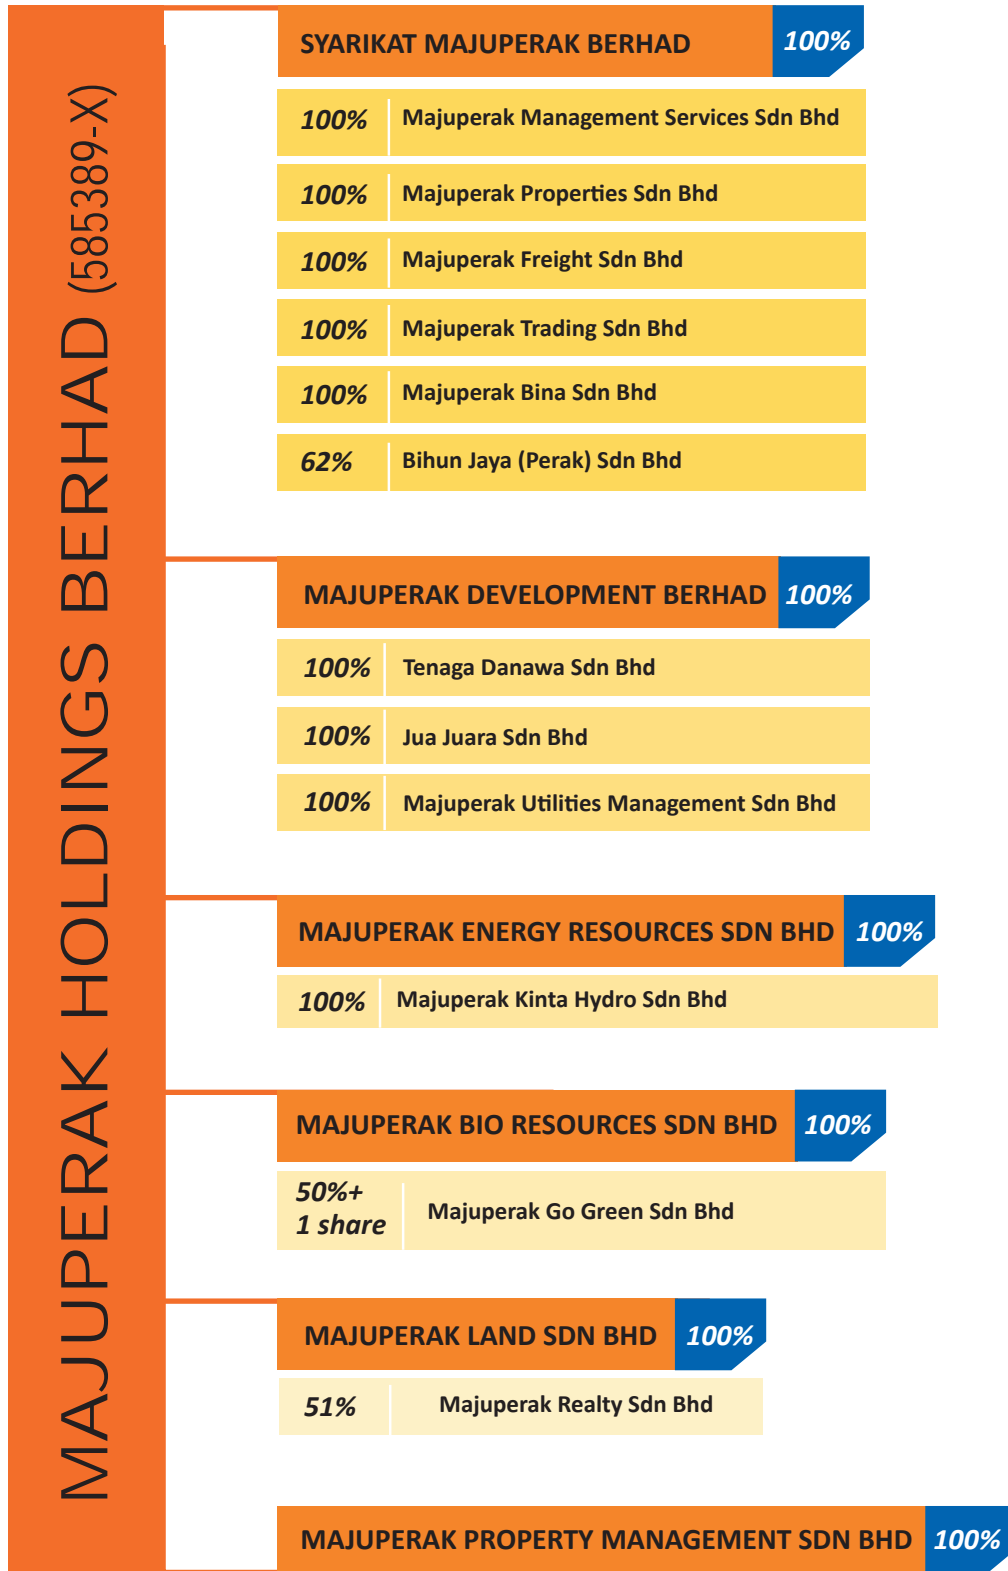 MAJUPERAK HOLDINGS BERHAD (585389-X)
SYARIKAT MAJUPERAK BERHAD 100%
100% Majuperak Management Services Sdn Bhd
100% Majuperak Properties Sdn Bhd
100% Majuperak Freight Sdn Bhd
100% Majuperak Trading Sdn Bhd
100% Majuperak Bina Sdn Bhd
62% Bihun Jaya (Perak) Sdn Bhd
MAJUPERAK DEVELOPMENT BERHAD 100%
100% Tenaga Danawa Sdn Bhd
100% Jua Juara Sdn Bhd
100% Majuperak Utilities Management Sdn Bhd
MAJUPERAK ENERGY RESOURCES SDN BHD 100%
100% Majuperak Kinta Hydro Sdn Bhd
MAJUPERAK BIO RESOURCES SDN BHD 100%
50%+
1 share Majuperak Go Green Sdn Bhd
MAJUPERAK LAND SDN BHD 100%
51% Majuperak Realty Sdn Bhd
MAJUPERAK PROPERTY MANAGEMENT SDN BHD 100%